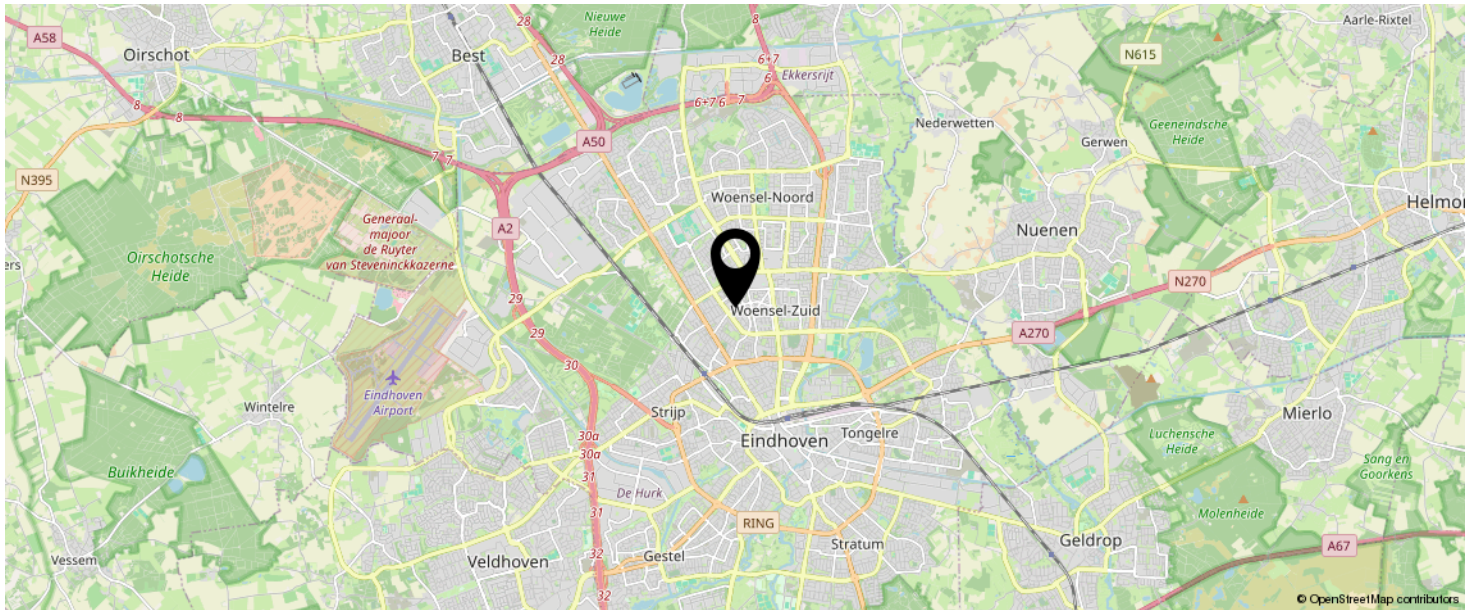 28
8
Nieuwe
Heide
Aarle-Rixtel
A58
Oirschot
Best
28
6+7
6
Ekkersrijt
N615
8
8
6+7 6
7
A50
Nederwetten
Geeneindsche
Heide
Gerwen
7
7
N395
Woensel-Noord
Helmon
Generaal-
majoor
de Ruyter
van Steveninckkazerne
A2
Nuenen
Oirschotsche
Heide
ers
N270
29
Woensel-Zuid
29
A270
30
Eindhoven
Airport
Wintelre
Strijp
Mierlo
30a
30a
Eindhoven
Tongelre
Luchensche
Heide
Buikheide
31
De Hurk
Sang en
Goorkens
31
RING
Molenheide
Vessem
Veldhoven
32
Gestel
Stratum
Geldrop
A67
32
© OpenStreetMap contributors